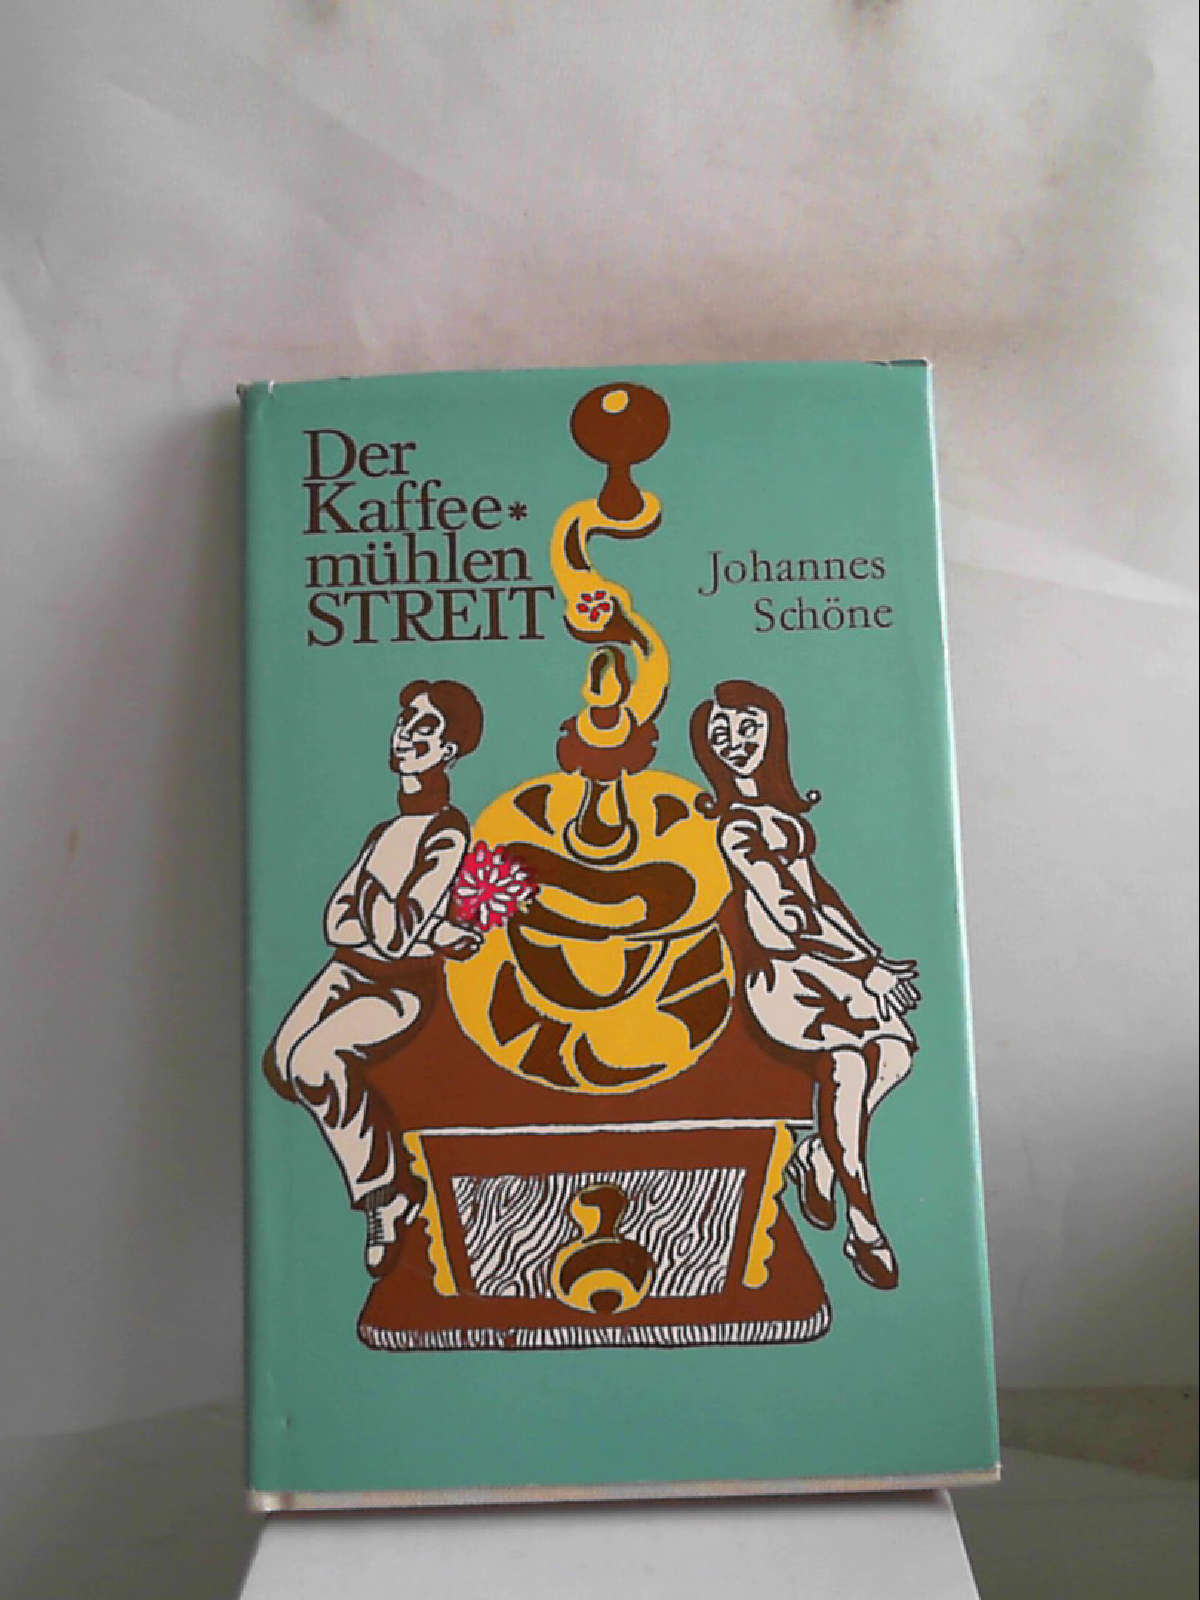 Der
Kaffee*
mühlen
STREIT
Johannes
Schöne